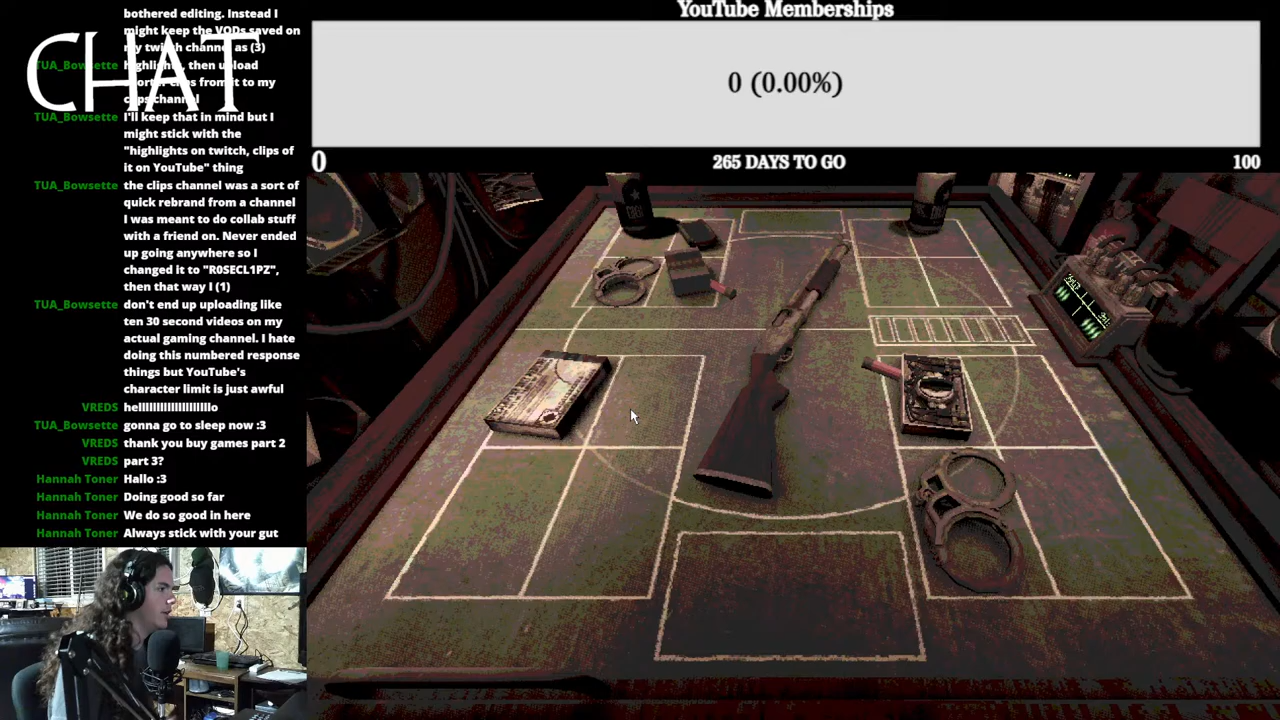 bothered editing. Instead I
might keep the VODs saved on
my twitch channel as (3)
TUA_Bowsette highlights, then upload
clips from it to my
clips channel
TUA_Bowsette I'll keep that in mind but I
might stick with the
"highlights on twitch, clips of
it on YouTube" thing
TUA_Bowsette the clips channel was a sort of
quick rebrand from a channel
I was meant to do collab stuff
with a friend on. Never ended
up going anywhere so I
changed it to "R0SECL1PZ",
then that way I (1)
TUA_Bowsette don't end up uploading like
ten 30 second videos on my
actual gaming channel. I hate
doing this numbered response
things but YouTube's
character limit is just awful
VREDS hellllllllllllllllllllo
TUA_Bowsette gonna go to sleep now :3
VREDS thank you buy games part 2
VREDS part 3?
Hannah Toner Hallo :3
Hannah Toner Doing good so far
Hannah Toner We do so good in here
Hannah Toner Always stick with your gut
CHAT
YouTube Memberships
0 (0.00%)
0 265 DAYS TO GO 100